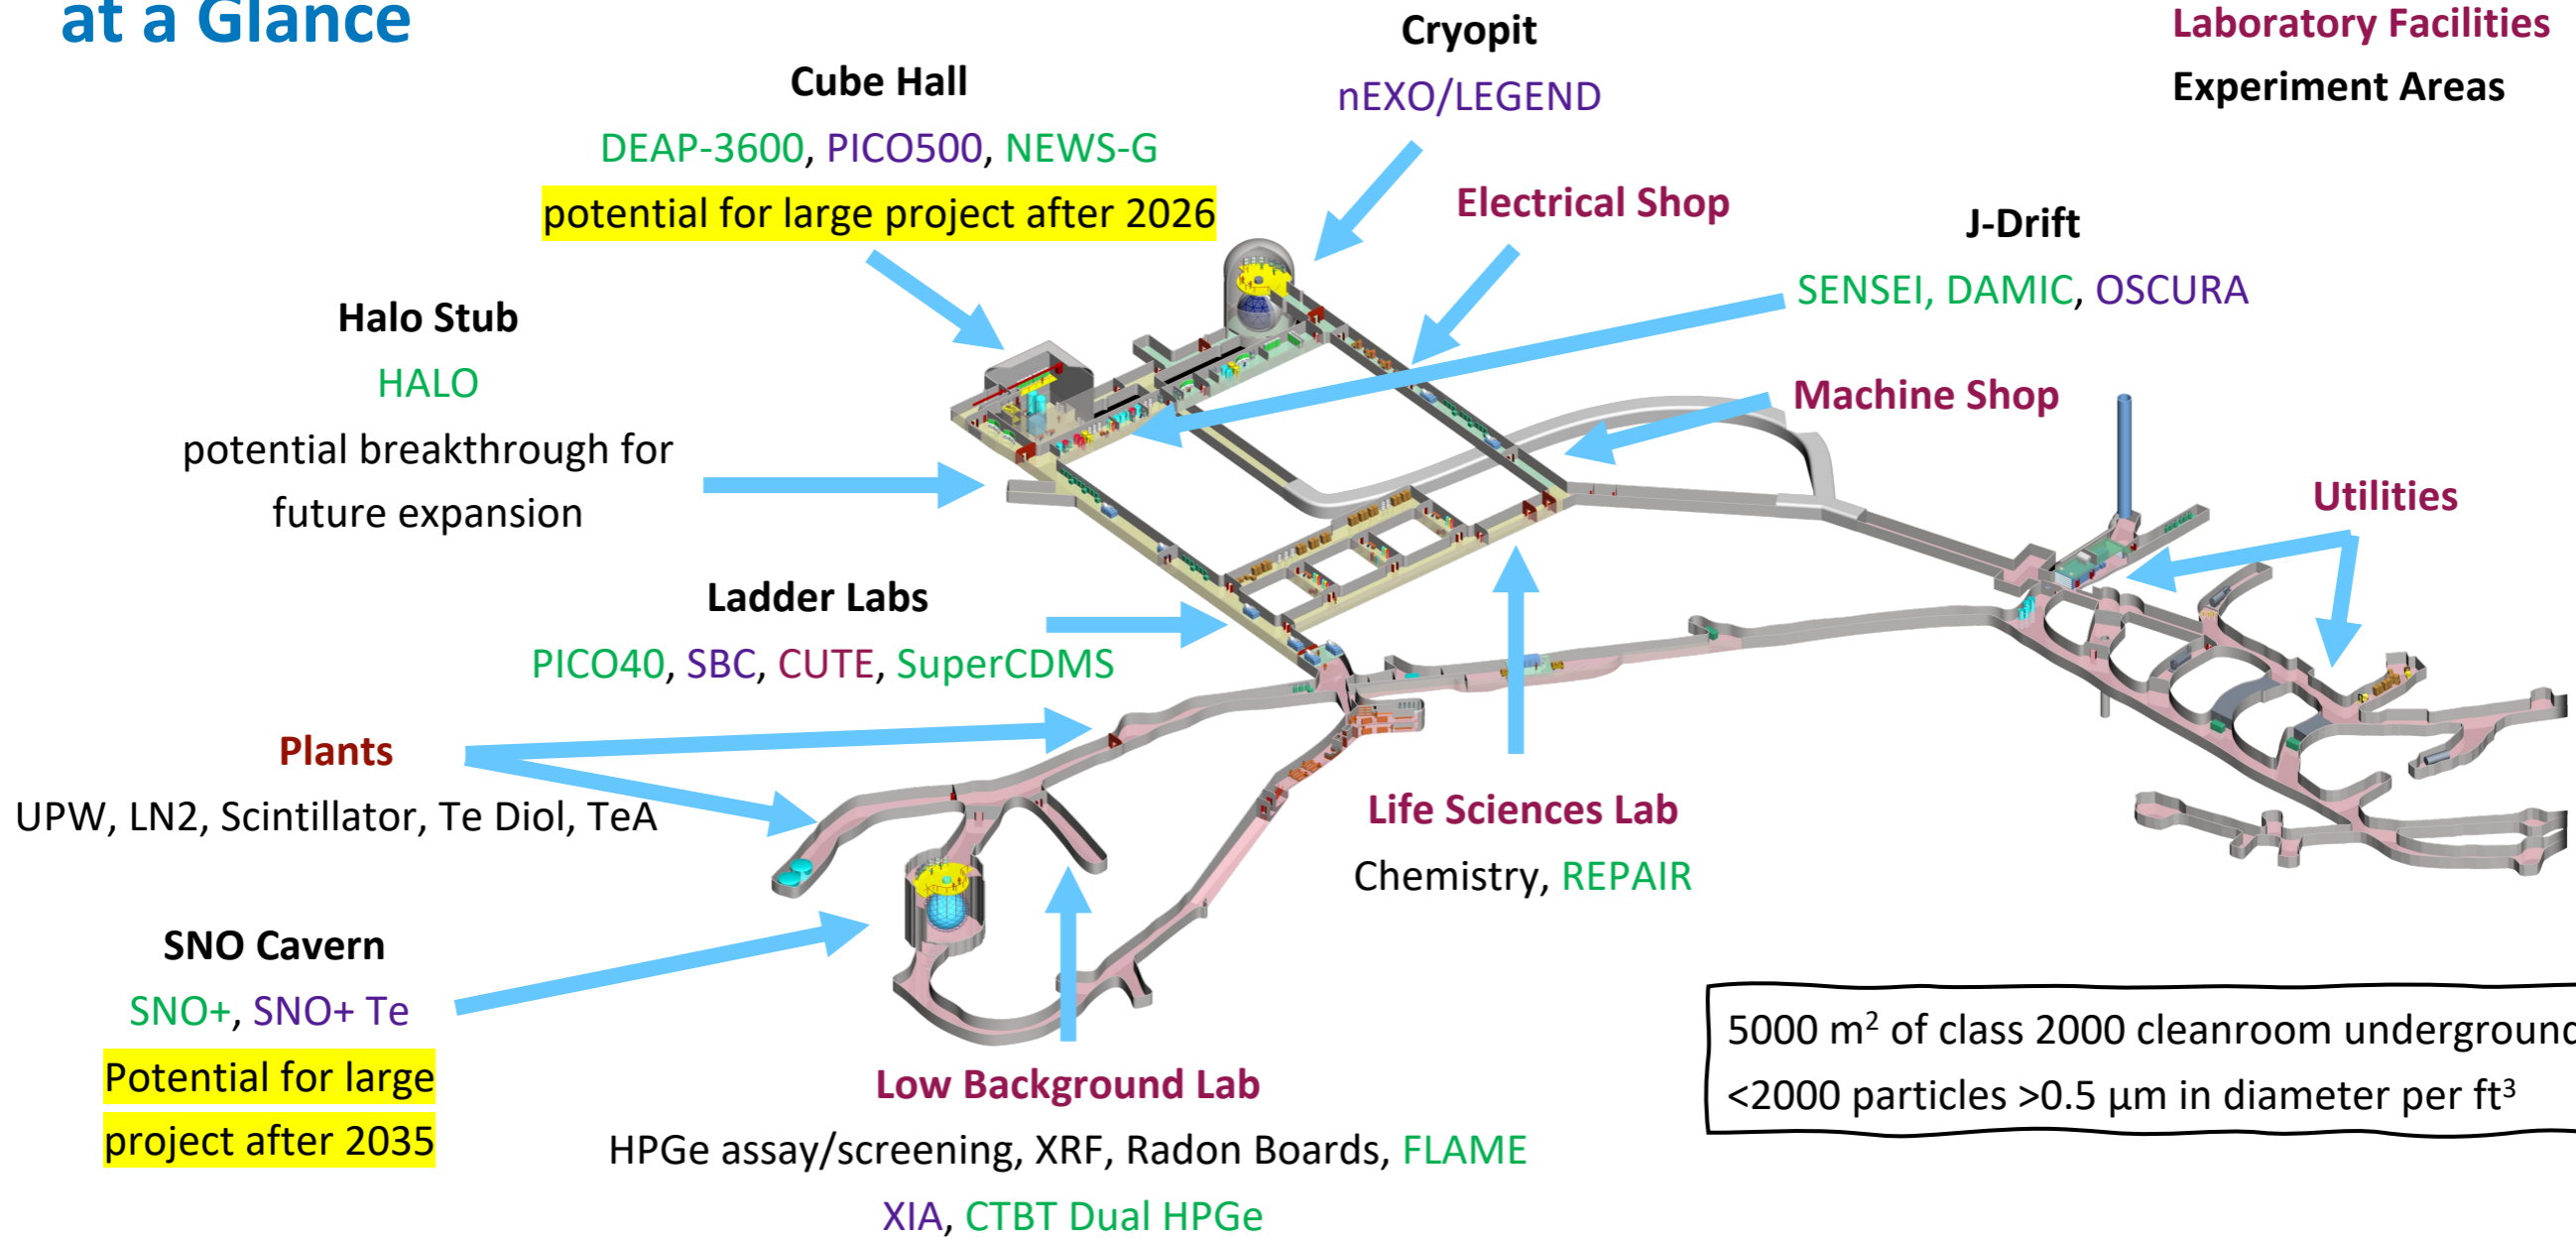 at a Glance
Laboratory Facilities
Experiment Areas
Cryopit
nEXO/LEGEND
Cube Hall
DEAP-3600, PICO500, NEWS-G
potential for large project after 2026
Electrical Shop
J-Drift
SENSEI, DAMIC, OSCURA
Halo Stub
HALO
potential breakthrough for
future expansion
Machine Shop
Utilities
Ladder Labs
PICO40, SBC, CUTE, SuperCDMS
Plants
UPW, LN2, Scintillator, Te Diol, TeA
Life Sciences Lab
Chemistry, REPAIR
SNO Cavern
SNO+, SNO+ Te
Potential for large
project after 2035
Low Background Lab
HPGe assay/screening, XRF, Radon Boards, FLAME
XIA, CTBT Dual HPGe
5000 m² of class 2000 cleanroom underground
<2000 particles >0.5 µm in diameter per ft³